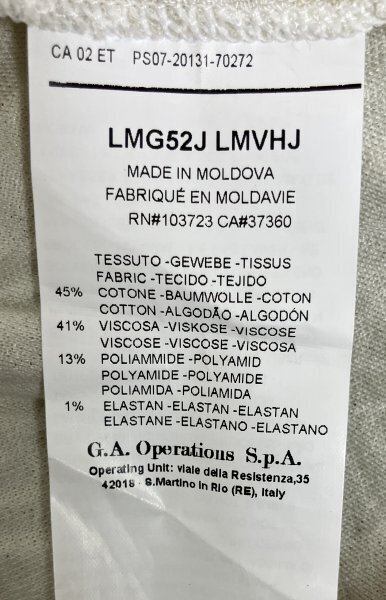 CA 02 ET PS07-20131-70272
LMG52J LMVHJ
MADE IN MOLDOVA
FABRIQUÉ EN MOLDAVIE
RN#103723 CA#37360
TESSUTO -GEWEBE -TISSUS
FABRIC -TECIDO -TEJIDO
45% COTONE -BAUMWOLLE -COTON
COTTON -ALGODÃO -ALGODÓN
41% VISCOSA -VISKOSE -VISCOSE
VISCOSE -VISCOSE -VISCOSA
13% POLIAMMIDE -POLYAMID
POLYAMIDE -POLYAMIDE
POLIAMIDA -POLIAMIDA
1% ELASTAN -ELASTAN -ELASTAN
ELASTANE -ELASTANO -ELASTANO
G.A. Operations S.p.A.
Operating Unit: viale della Resistenza,35
42018 - S.Martino in Rio (RE), Italy